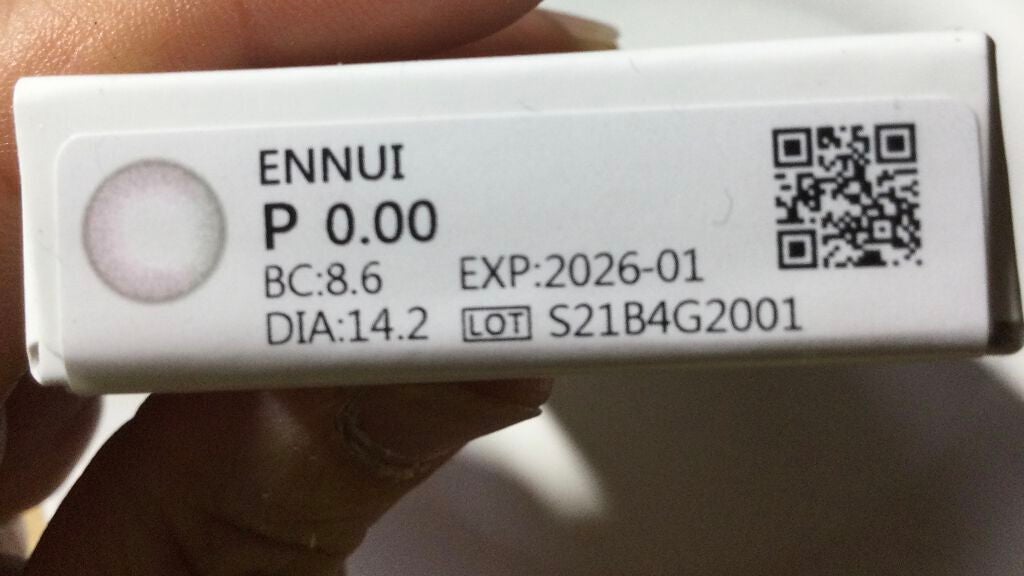 ENNUI
P 0.00
BC:8.6 EXP:2026-01
DIA:14.2 LOT S21B4G2001